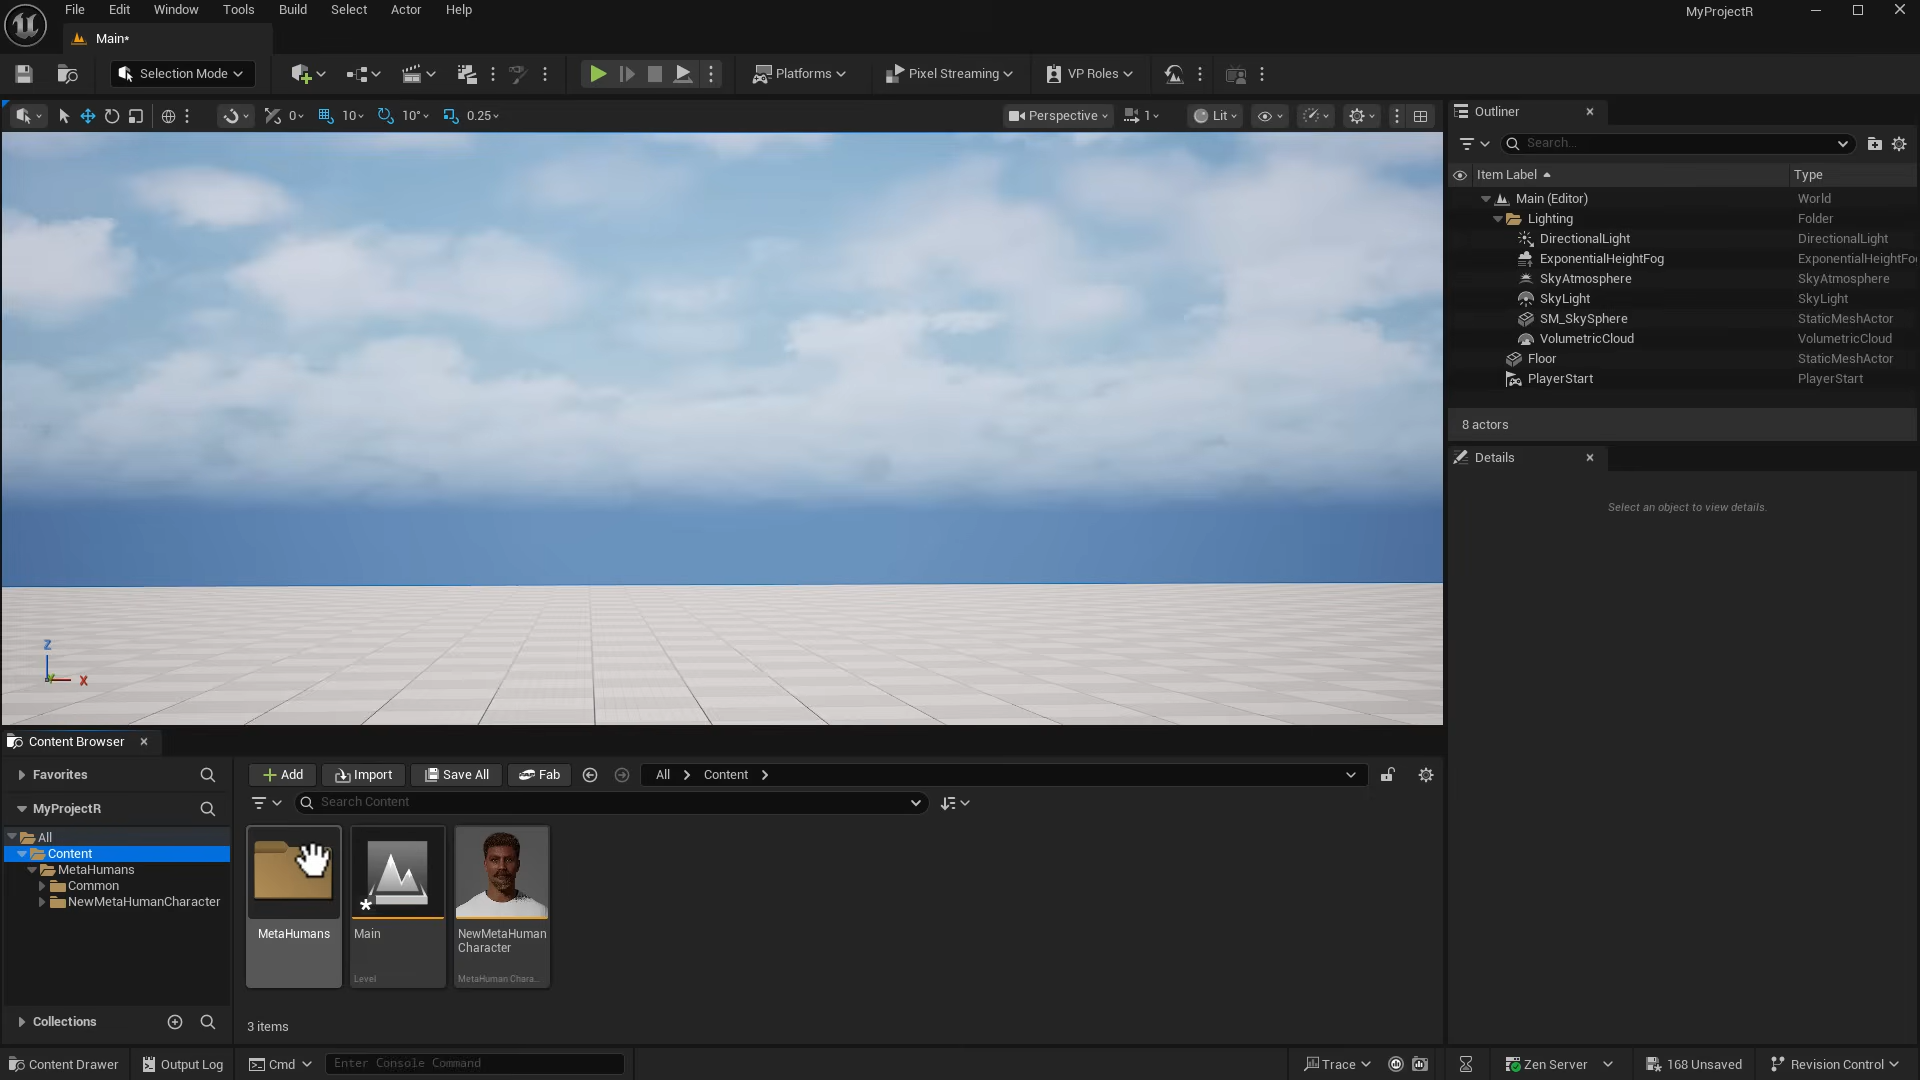 File Edit Window Tools Build Select Actor Help
MyProjectR
Main*
Selection Mode
Platforms
Pixel Streaming
VP Roles
0 10 10° 0.25
Perspective 1 Lit
Outliner
Search...
Item Label Type
Main (Editor) World
Lighting Folder
DirectionalLight DirectionalLight
ExponentialHeightFog ExponentialHeightFo
SkyAtmosphere SkyAtmosphere
SkyLight SkyLight
SM_SkySphere StaticMeshActor
VolumetricCloud VolumetricCloud
Floor StaticMeshActor
PlayerStart PlayerStart
8 actors
Details
Select an object to view details.
Z
X
Content Browser
Favorites
Add Import Save All Fab All Content
MyProjectR
Search Content
All
Content
MetaHumans
Common
NewMetaHumanCharacter
MetaHumans
Main
Level
NewMetaHuman
Character
MetaHuman Chara...
Collections
3 items
Content Drawer Output Log Cmd Enter Console Command
Trace Zen Server 168 Unsaved Revision Control